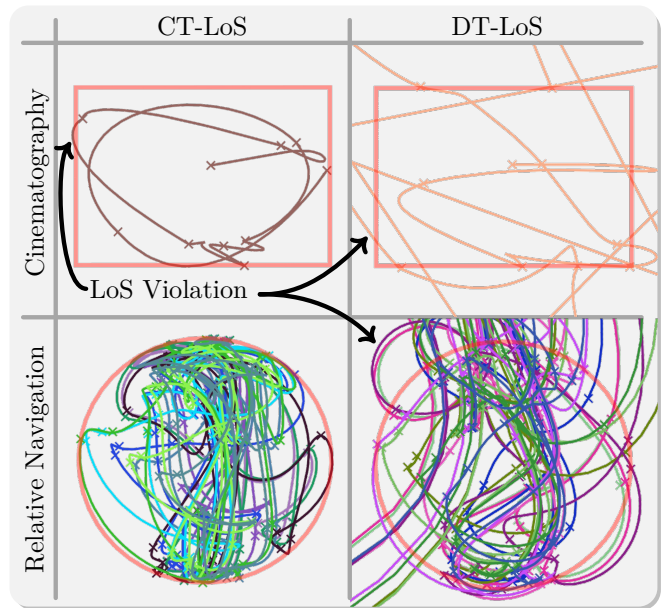 CT-LoS
DT-LoS
Cinematography
LoS Violation
Relative Navigation